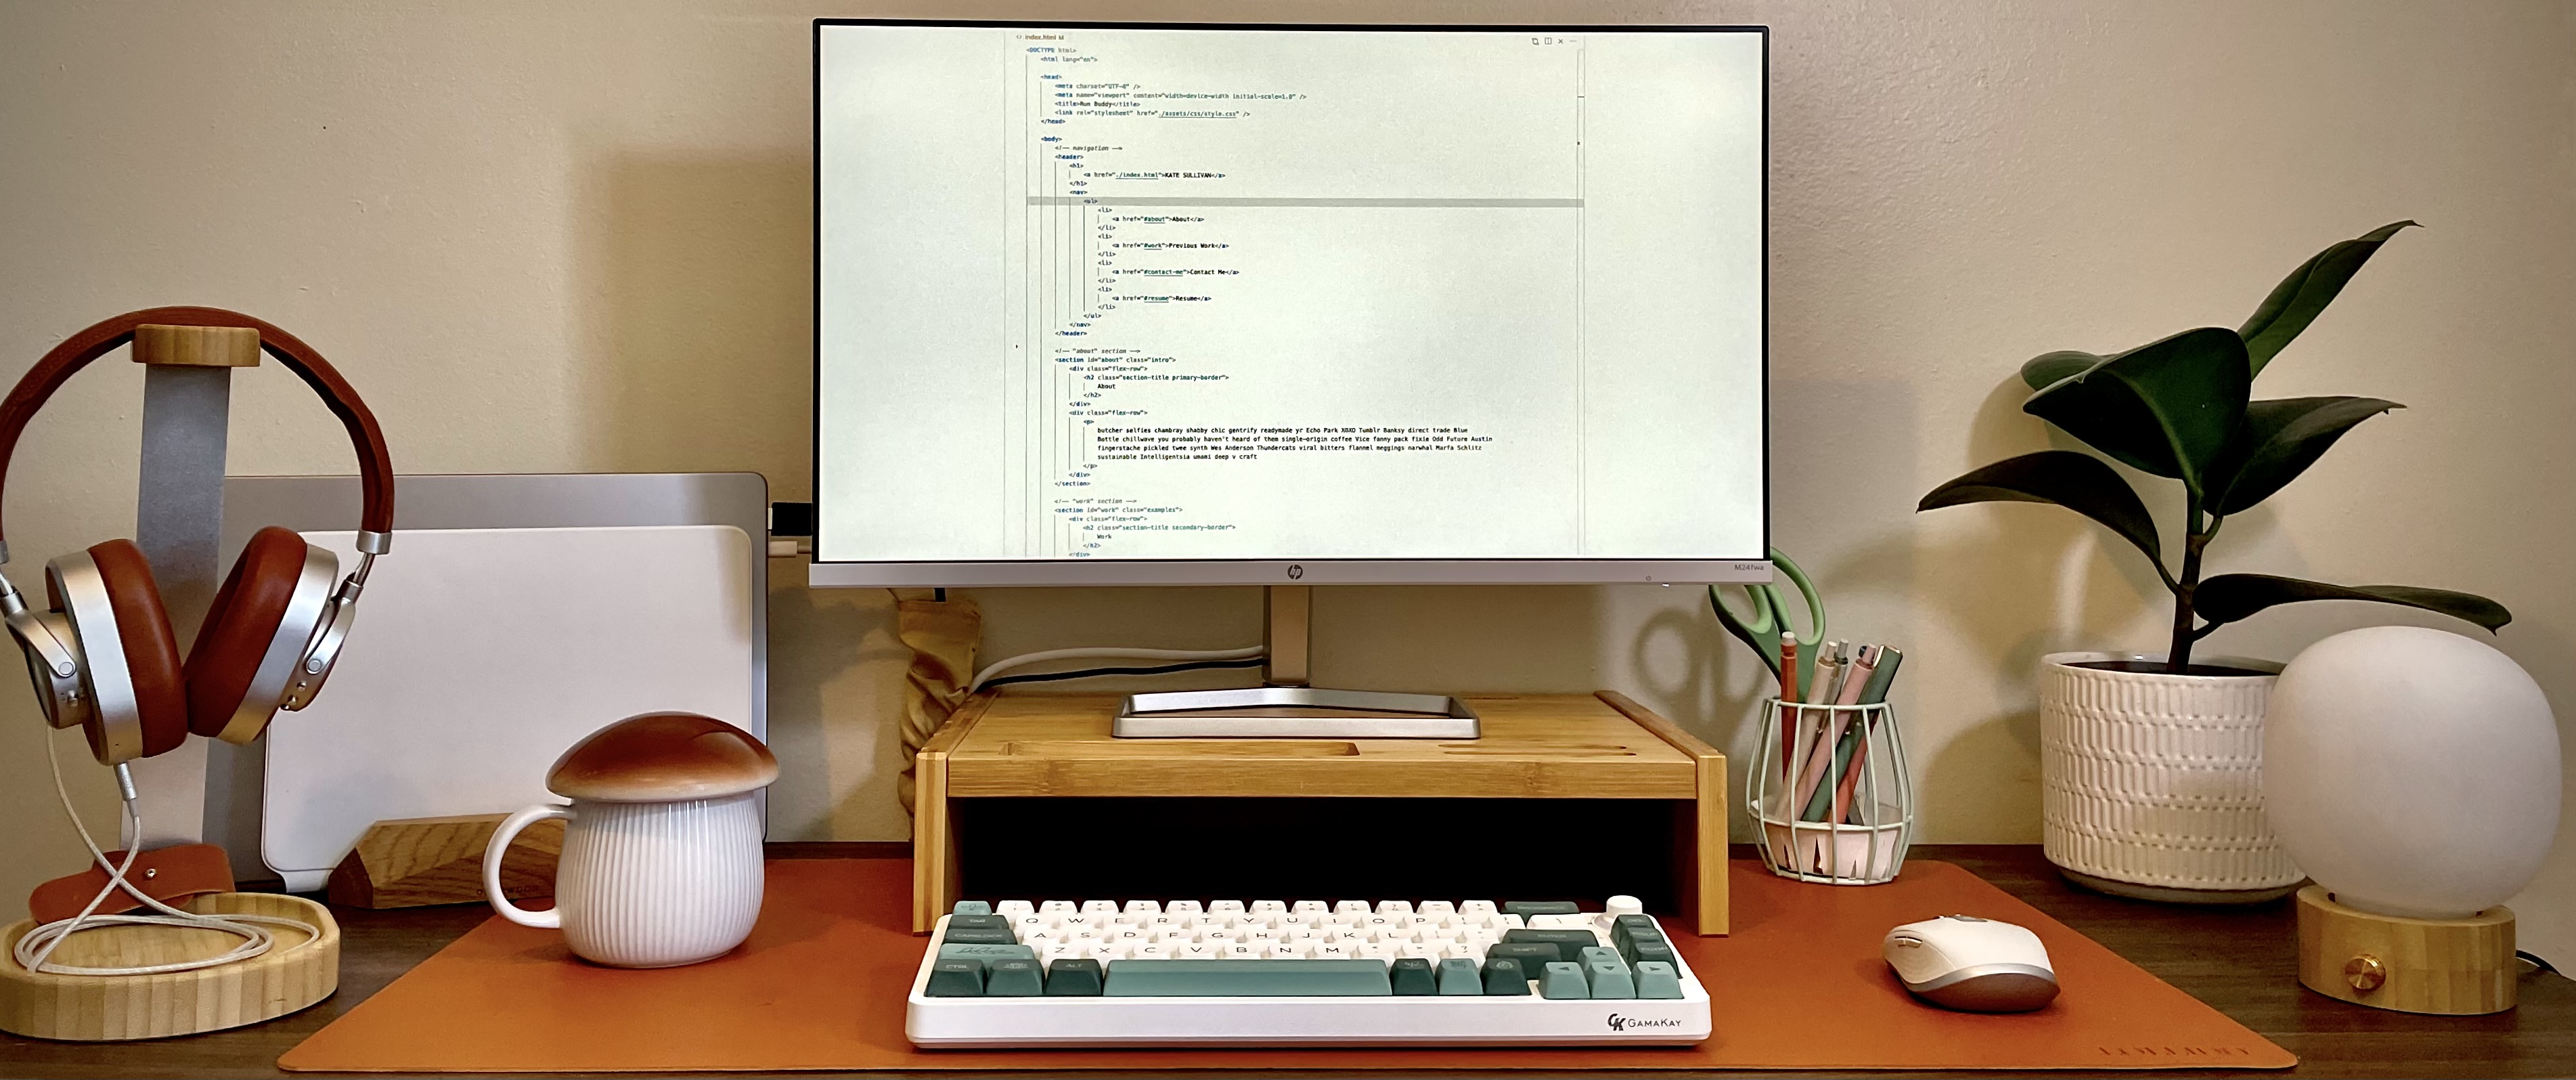 index.html M
<!DOCTYPE html>
<html lang="en">
<head>
<meta charset="UTF-8" />
<meta name="viewport" content="width=device-width initial-scale=1.0" />
<title>Run Buddy</title>
<link rel="stylesheet" href="./assets/css/style.css" />
</head>
<body>
<!-- navigation -->
<header>
<h1>
<a href="./index.html">KATE SULLIVAN</a>
</h1>
<nav>
<ul>
<li>
<a href="#about">About</a>
</li>
<li>
<a href="#work">Previous Work</a>
</li>
<li>
<a href="#contact-me">Contact Me</a>
</li>
<li>
<a href="#resume">Resume</a>
</li>
</ul>
</nav>
</header>
<!-- "about" section -->
<section id="about" class="intro">
<div class="flex-row">
<h2 class="section-title primary-border">
About
</h2>
</div>
<div class="flex-row">
<p>
butcher selfies chambray shabby chic gentrify readymade yr Echo Park XOXO Tumblr Banksy direct trade Blue
Bottle chillwave you probably haven't heard of them single-origin coffee Vice fanny pack fixie Odd Future Austin
fingerstache pickled twee synth Wes Anderson Thundercats viral bitters flannel meggings narwhal Marfa Schlitz
sustainable Intelligentsia umami deep v craft
</p>
</div>
</section>
<!-- "work" section -->
<section id="work" class="examples">
<div class="flex-row">
<h2 class="section-title secondary-border">
Work
</h2>
</div>
hp
M24fwa
TAB Q W E R T Y U I O P
A S D F G H J K L
Z X C V B N M SHIFT
CTRL ALT
GK GAMAKAY